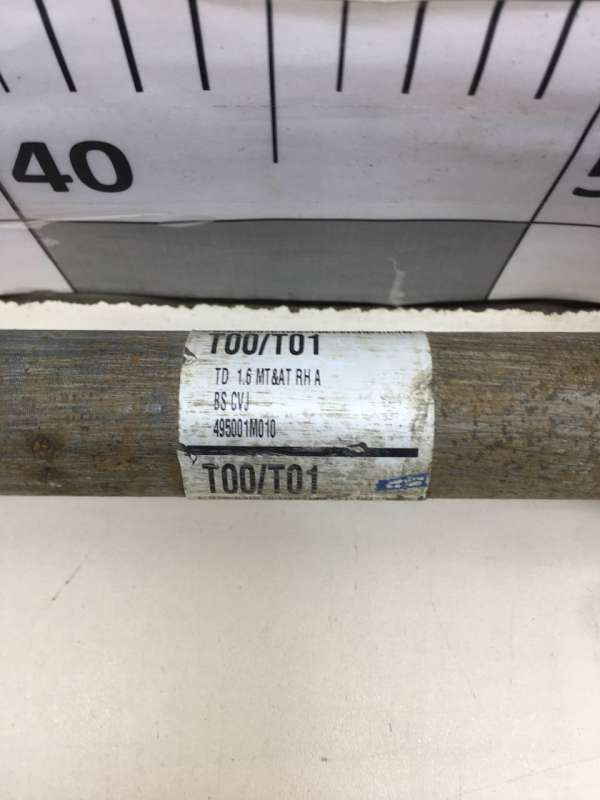 40
T00/T01
TD 1.6 MT&AT RH A
BS CVJ
495001M010
T00/T01